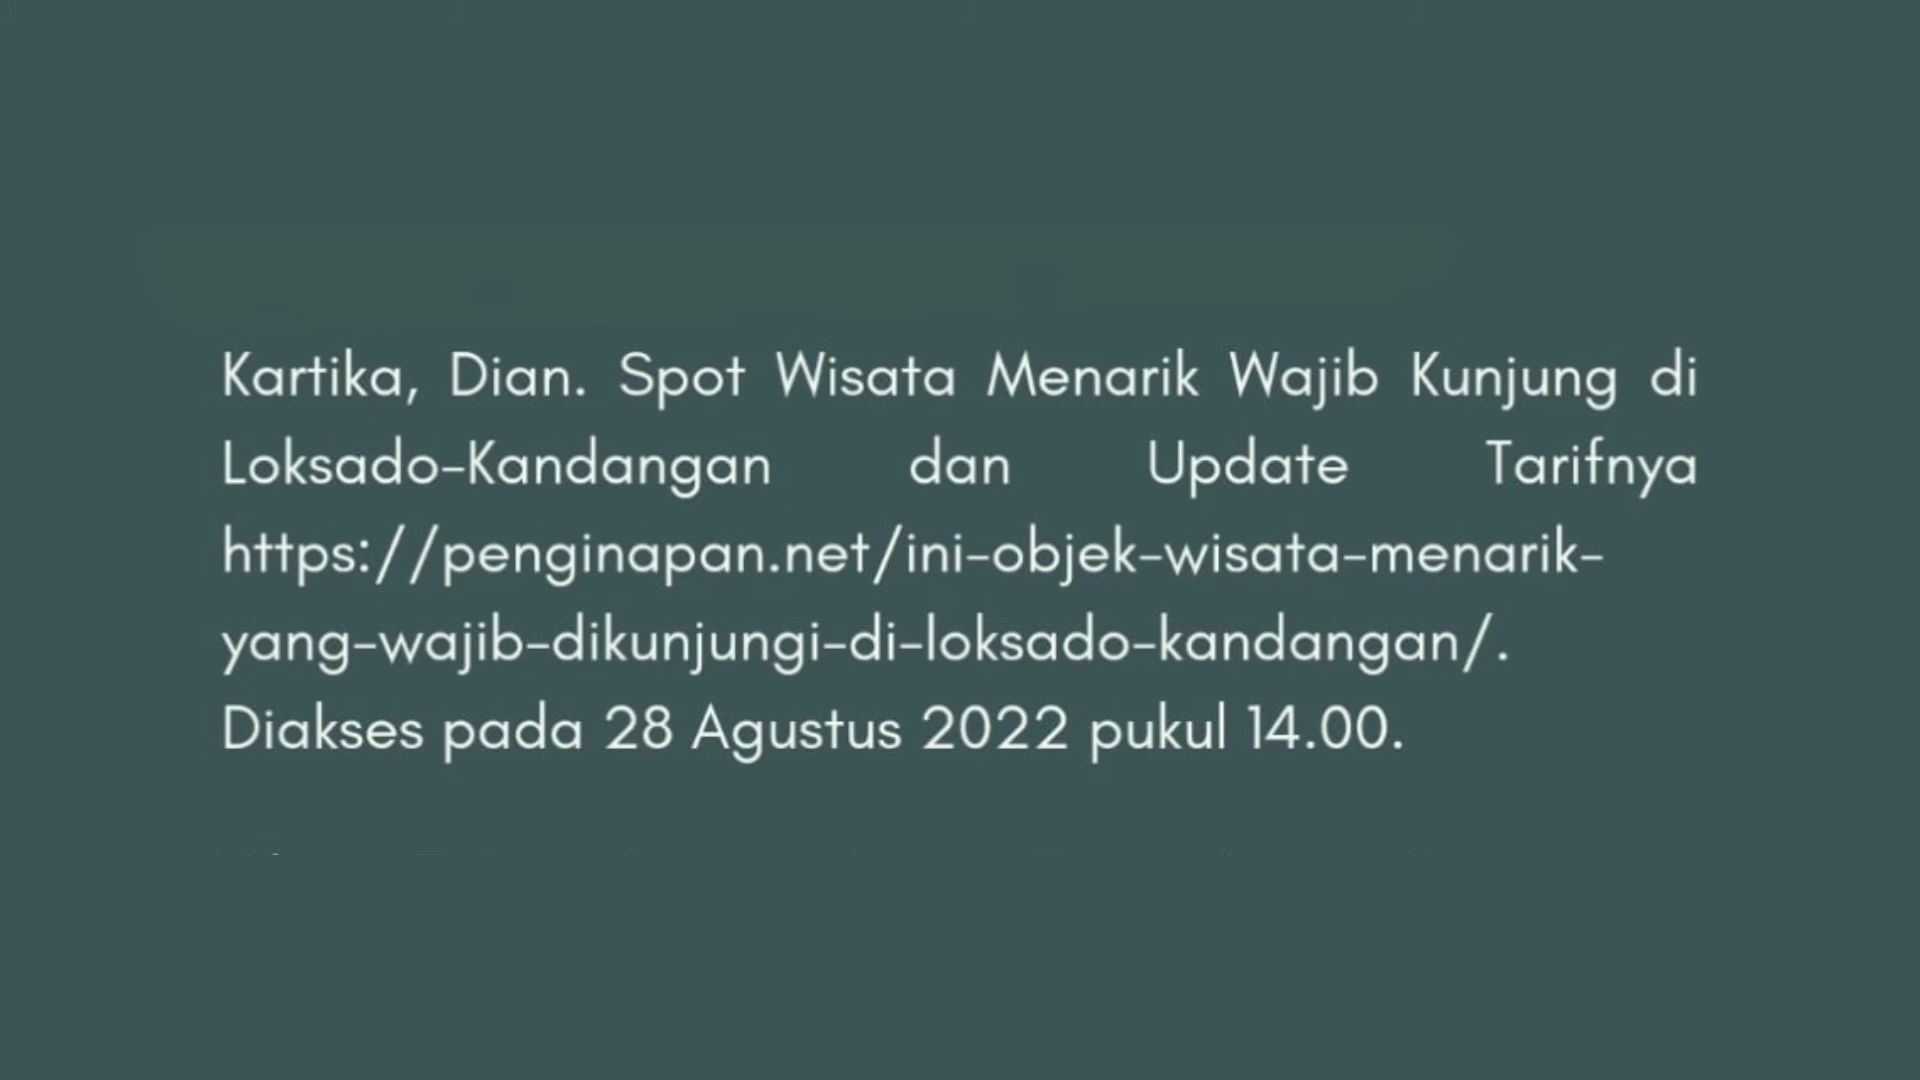 Kartika, Dian. Spot Wisata Menarik Wajib Kunjung di
Loksado-Kandangan dan Update Tarifnya
https://penginapan.net/ini-objek-wisata-menarik-
yang-wajib-dikunjungi-di-loksado-kandangan/.
Diakses pada 28 Agustus 2022 pukul 14.00.